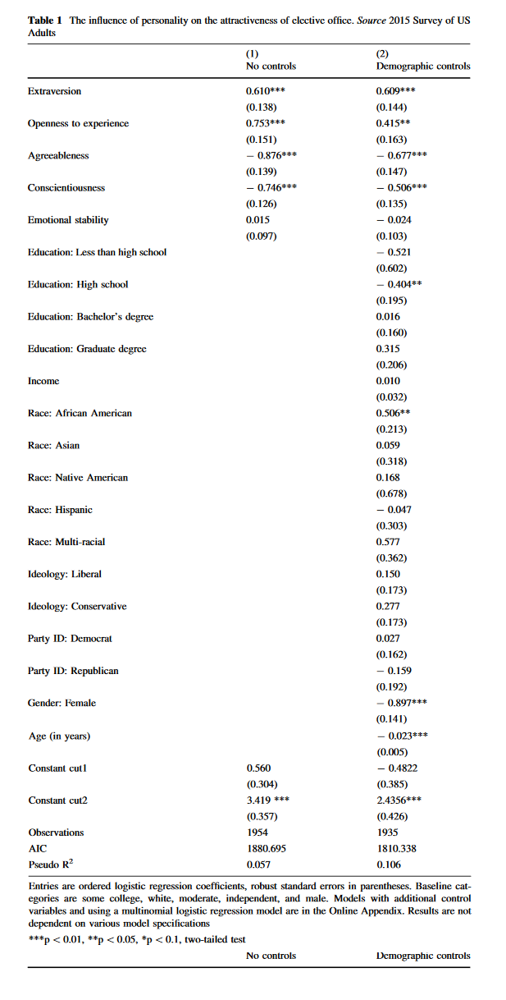 Table 1 The influence of personality on the attractiveness of elective office. Source 2015 Survey of US
Adults
(1) (2)
No controls Demographic controls
Extraversion 0.610*** 0.609***
(0.138) (0.144)
Openness to experience 0.753*** 0.415**
(0.151) (0.163)
Agreeableness − 0.876*** − 0.677***
(0.139) (0.147)
Conscientiousness − 0.746*** − 0.506***
(0.126) (0.135)
Emotional stability 0.015 − 0.024
(0.097) (0.103)
Education: Less than high school − 0.521
(0.602)
Education: High school − 0.404**
(0.195)
Education: Bachelor's degree 0.016
(0.160)
Education: Graduate degree 0.315
(0.206)
Income 0.010
(0.032)
Race: African American 0.506**
(0.213)
Race: Asian 0.059
(0.318)
Race: Native American 0.168
(0.678)
Race: Hispanic − 0.047
(0.303)
Race: Multi-racial 0.577
(0.362)
Ideology: Liberal 0.150
(0.173)
Ideology: Conservative 0.277
(0.173)
Party ID: Democrat 0.027
(0.162)
Party ID: Republican − 0.159
(0.192)
Gender: Female − 0.897***
(0.141)
Age (in years) − 0.023***
(0.005)
Constant cut1 0.560 − 0.4822
(0.304) (0.385)
Constant cut2 3.419 *** 2.4356***
(0.357) (0.426)
Observations 1954 1935
AIC 1880.695 1810.338
Pseudo R² 0.057 0.106
Entries are ordered logistic regression coefficients, robust standard errors in parentheses. Baseline cat-
egories are some college, white, moderate, independent, and male. Models with additional control
variables and using a multinomial logistic regression model are in the Online Appendix. Results are not
dependent on various model specifications
***p < 0.01, **p < 0.05, *p < 0.1, two-tailed test
No controls Demographic controls